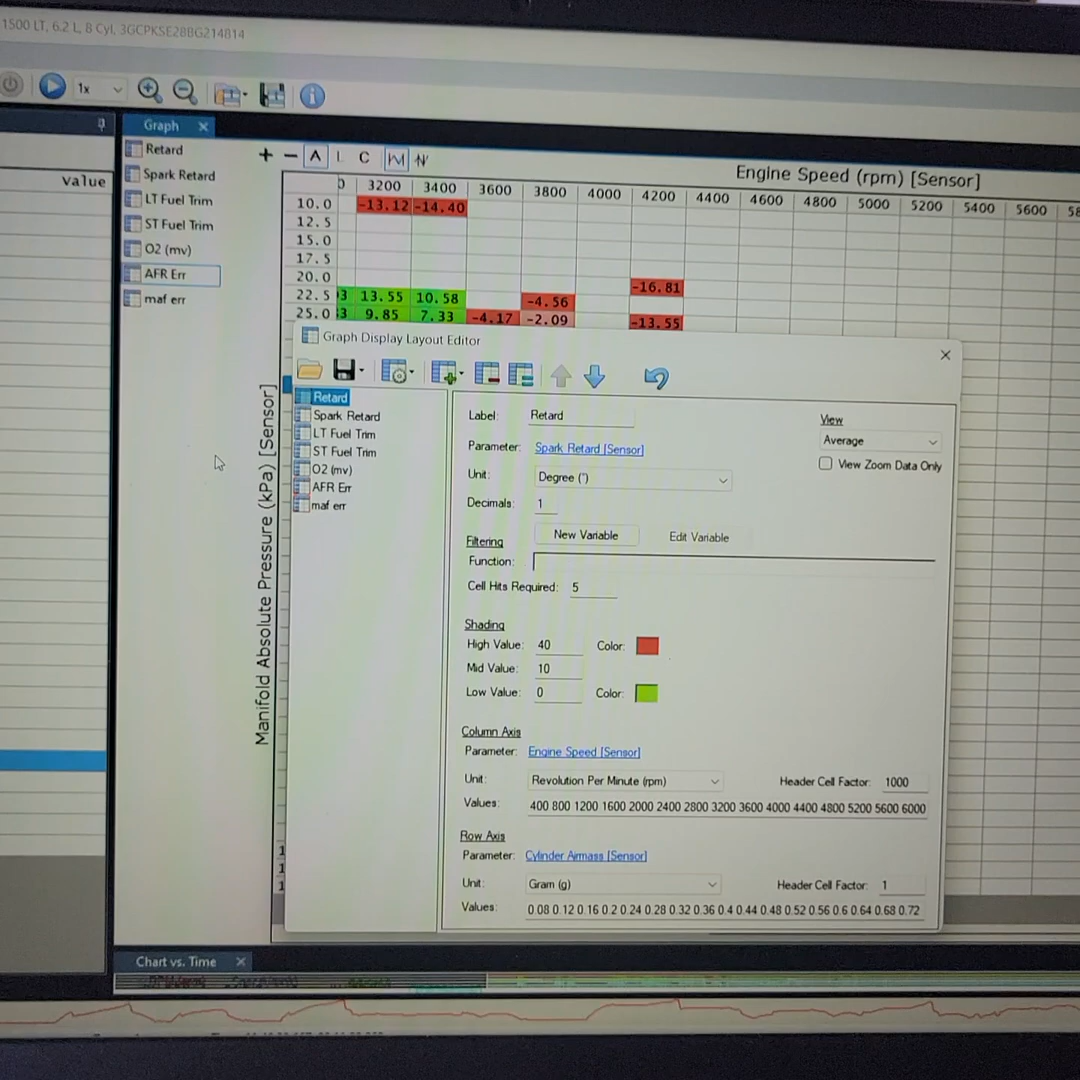 1500 LT, 6.2 L, 8 Cyl, 3GCPKSE28BG214814
1x
Graph
Value
Retard
Spark Retard
LT Fuel Trim
ST Fuel Trim
O2 (mv)
AFR Err
maf err
+ − A L C
Engine Speed (rpm) [Sensor]
3200 3400 3600 3800 4000 4200 4400 4600 4800 5000 5200 5400 5600
10.0 -13.12 -14.40
12.5
15.0
17.5
20.0 -16.81
22.5 13.55 10.58 -4.56
25.0 9.85 7.33 -4.17 -2.09 -13.55
Manifold Absolute Pressure (kPa) [Sensor]
Graph Display Layout Editor
Retard
Spark Retard
LT Fuel Trim
ST Fuel Trim
O2 (mv)
AFR Err
maf err
Label: Retard
View
Average
View Zoom Data Only
Parameter: Spark Retard [Sensor]
Unit: Degree (°)
Decimals: 1
New Variable Edit Variable
Filtering
Function:
Cell Hits Required: 5
Shading
High Value: 40 Color:
Mid Value: 10
Low Value: 0 Color:
Column Axis
Parameter: Engine Speed [Sensor]
Unit: Revolution Per Minute (rpm) Header Cell Factor: 1000
Values: 400 800 1200 1600 2000 2400 2800 3200 3600 4000 4400 4800 5200 5600 6000
Row Axis
Parameter: Cylinder Airmass [Sensor]
Unit: Gram (g) Header Cell Factor: 1
Values: 0.08 0.12 0.16 0.2 0.24 0.28 0.32 0.36 0.4 0.44 0.48 0.52 0.56 0.6 0.64 0.68 0.72
Chart vs. Time